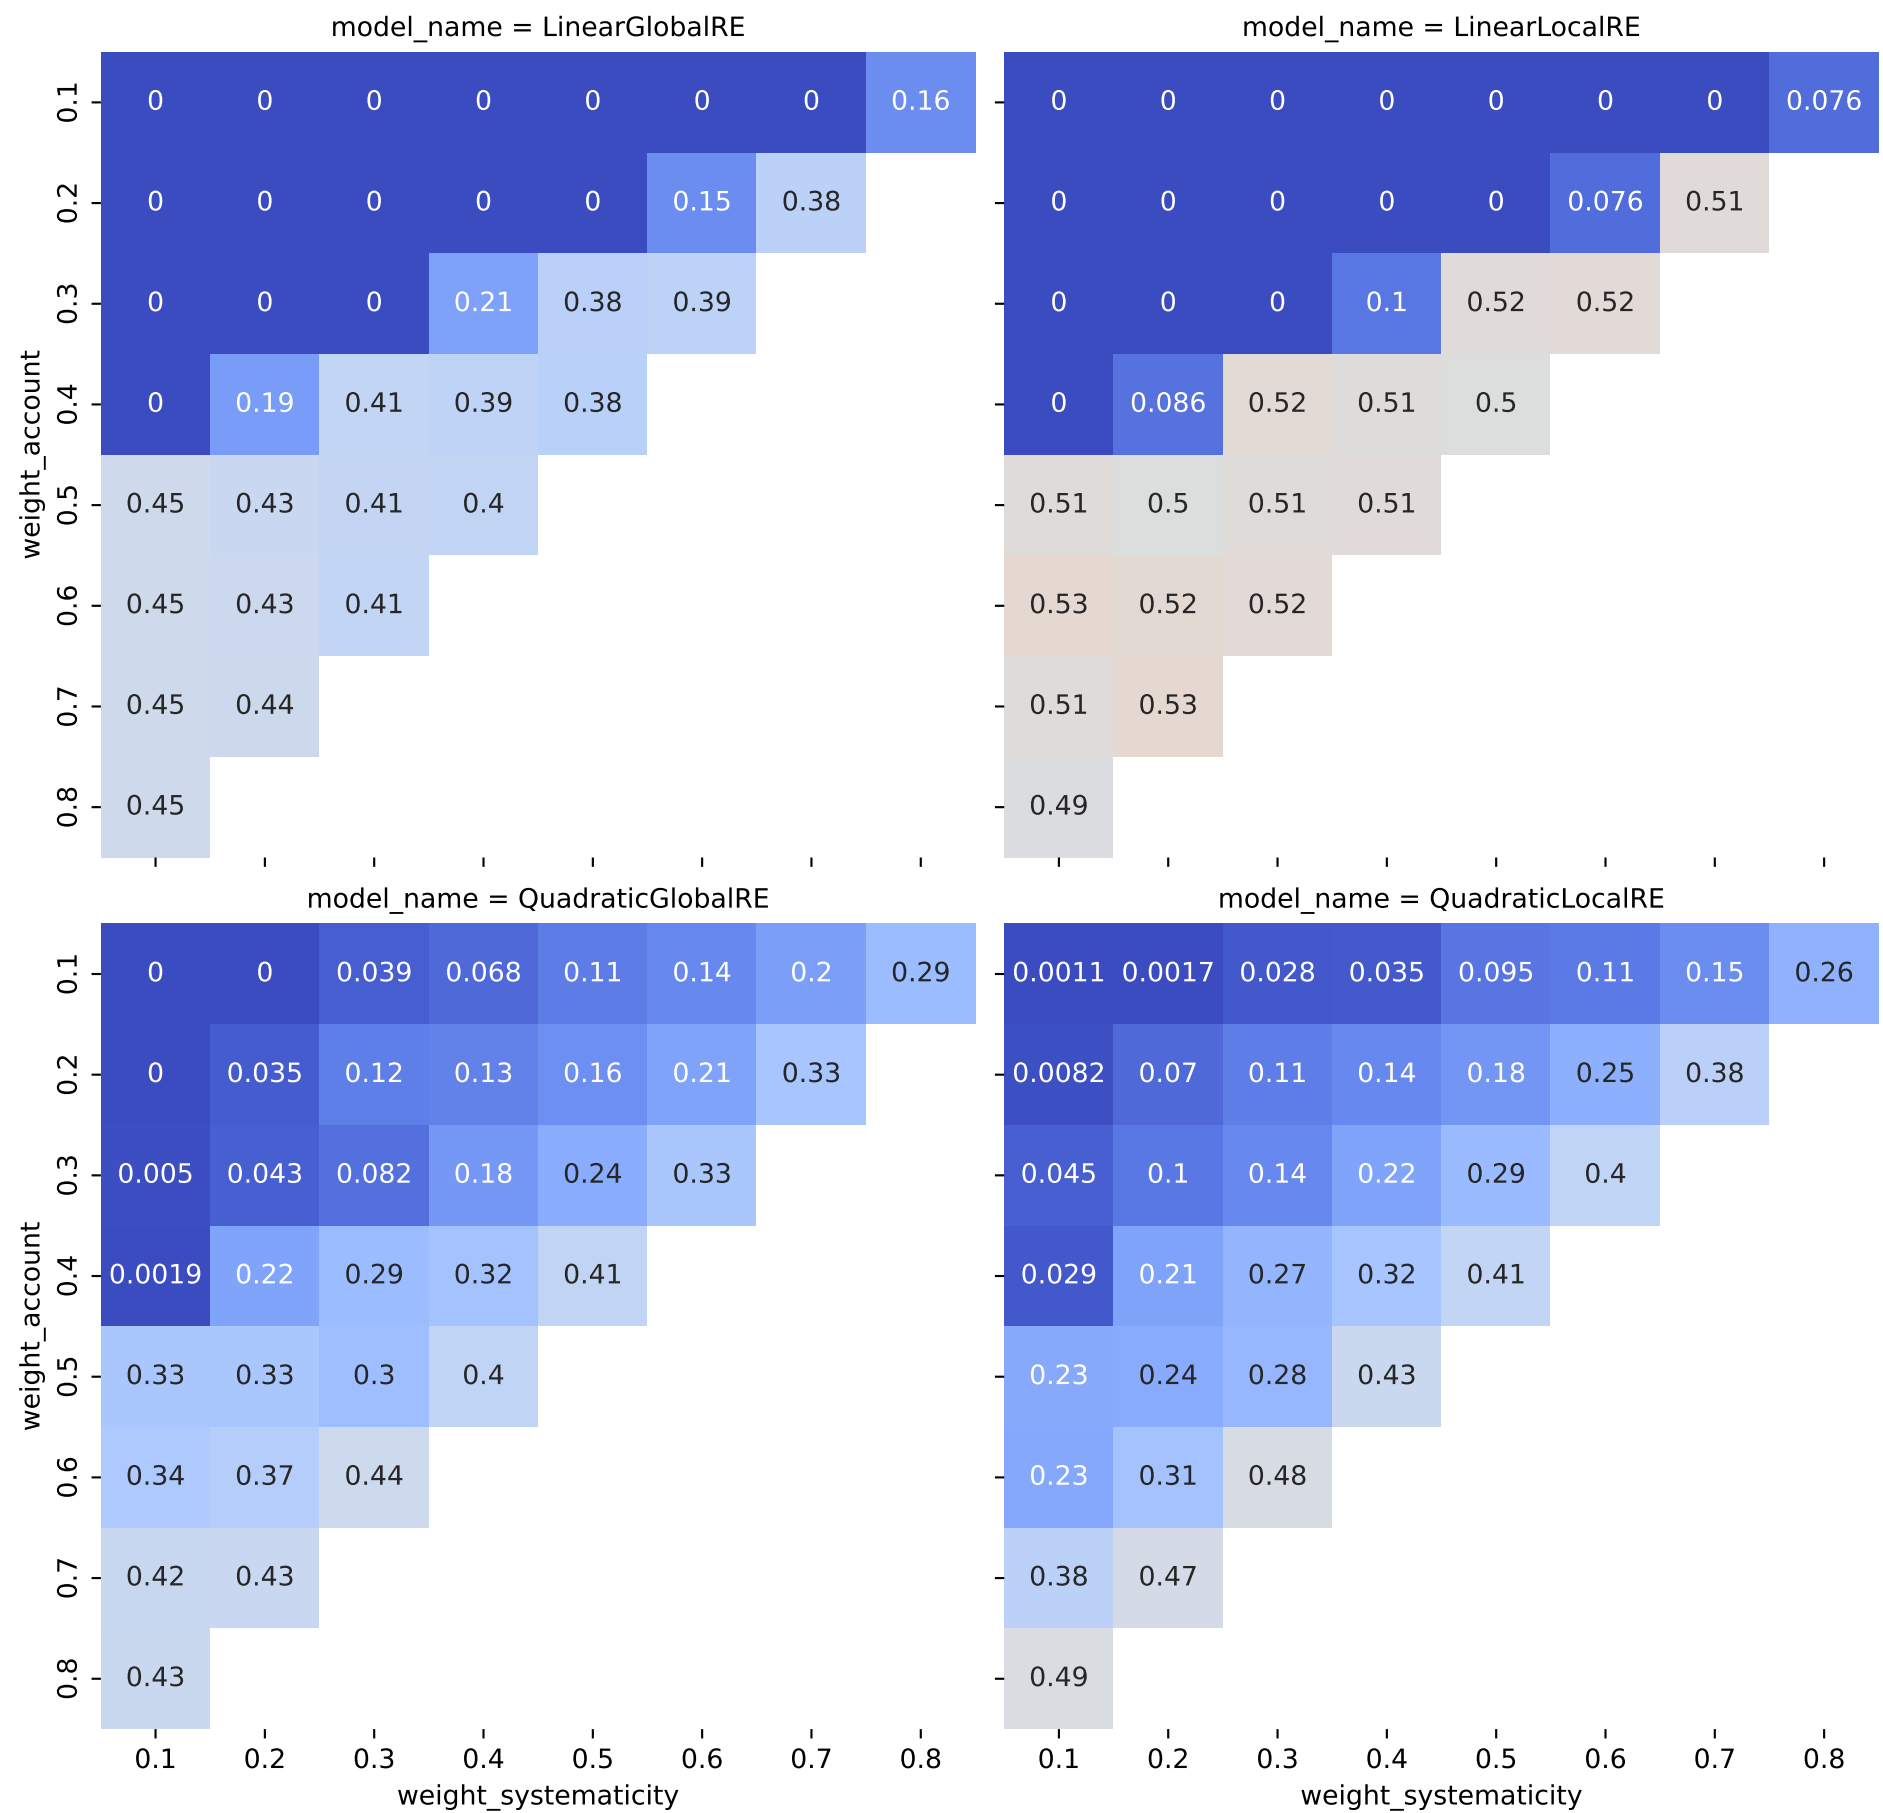 model_name = LinearGlobalRE
model_name = LinearLocalRE
0.1 0 0 0 0 0 0 0 0.16
0 0 0 0 0 0 0 0.076
0.2 0 0 0 0 0 0.15 0.38
0 0 0 0 0 0.076 0.51
0.3 0 0 0 0.21 0.38 0.39
0 0 0 0.1 0.52 0.52
0.4 0 0.19 0.41 0.39 0.38
0 0.086 0.52 0.51 0.5
weight_account
0.5 0.45 0.43 0.41 0.4
0.51 0.5 0.51 0.51
0.6 0.45 0.43 0.41
0.53 0.52 0.52
0.7 0.45 0.44
0.51 0.53
0.8 0.45
0.49
model_name = QuadraticGlobalRE
model_name = QuadraticLocalRE
0.1 0 0 0.039 0.068 0.11 0.14 0.2 0.29
0.0011 0.0017 0.028 0.035 0.095 0.11 0.15 0.26
0.2 0 0.035 0.12 0.13 0.16 0.21 0.33
0.0082 0.07 0.11 0.14 0.18 0.25 0.38
0.3 0.005 0.043 0.082 0.18 0.24 0.33
0.045 0.1 0.14 0.22 0.29 0.4
0.4 0.0019 0.22 0.29 0.32 0.41
0.029 0.21 0.27 0.32 0.41
weight_account
0.5 0.33 0.33 0.3 0.4
0.23 0.24 0.28 0.43
0.6 0.34 0.37 0.44
0.23 0.31 0.48
0.7 0.42 0.43
0.38 0.47
0.8 0.43
0.49
0.1 0.2 0.3 0.4 0.5 0.6 0.7 0.8
0.1 0.2 0.3 0.4 0.5 0.6 0.7 0.8
weight_systematicity
weight_systematicity